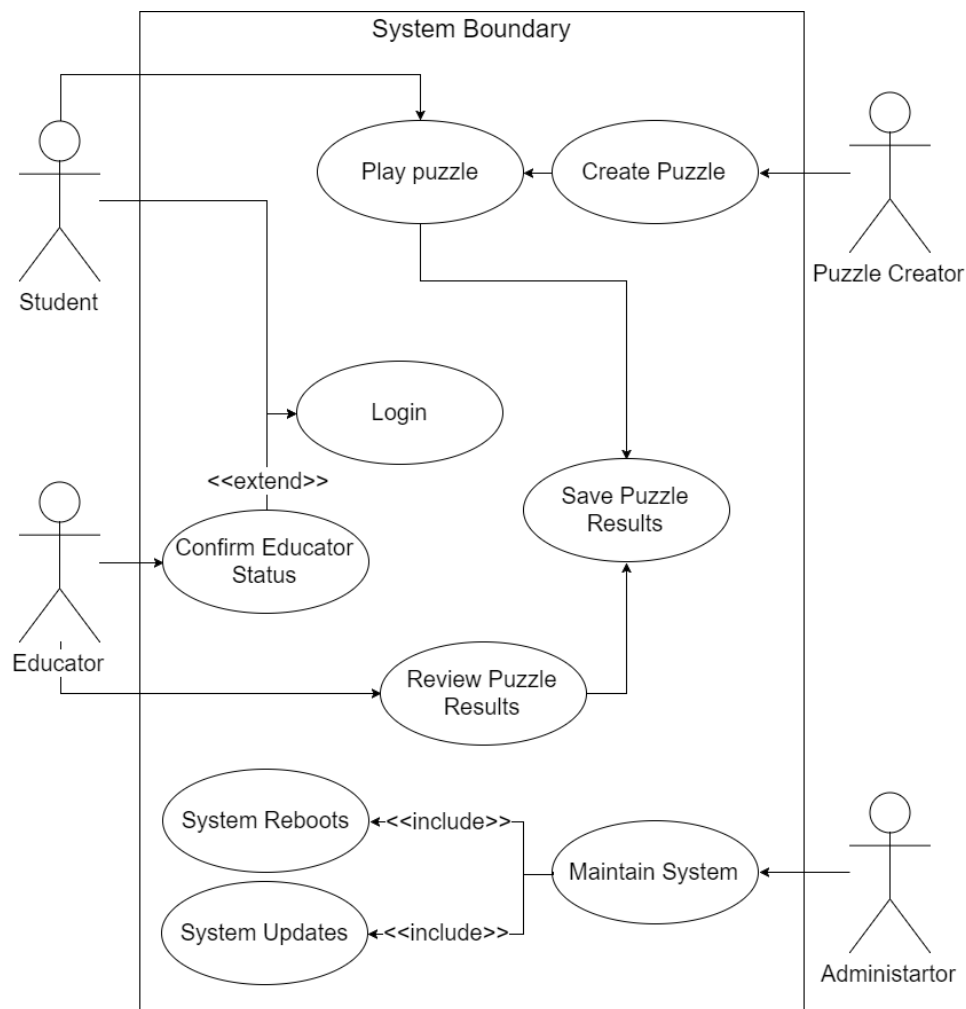 System Boundary
Play puzzle
Create Puzzle
Puzzle Creator
Student
Login
<<extend>>
Save Puzzle
Results
Confirm Educator
Status
Educator
Review Puzzle
Results
System Reboots
<<include>>
Maintain System
System Updates
<<include>>
Administartor